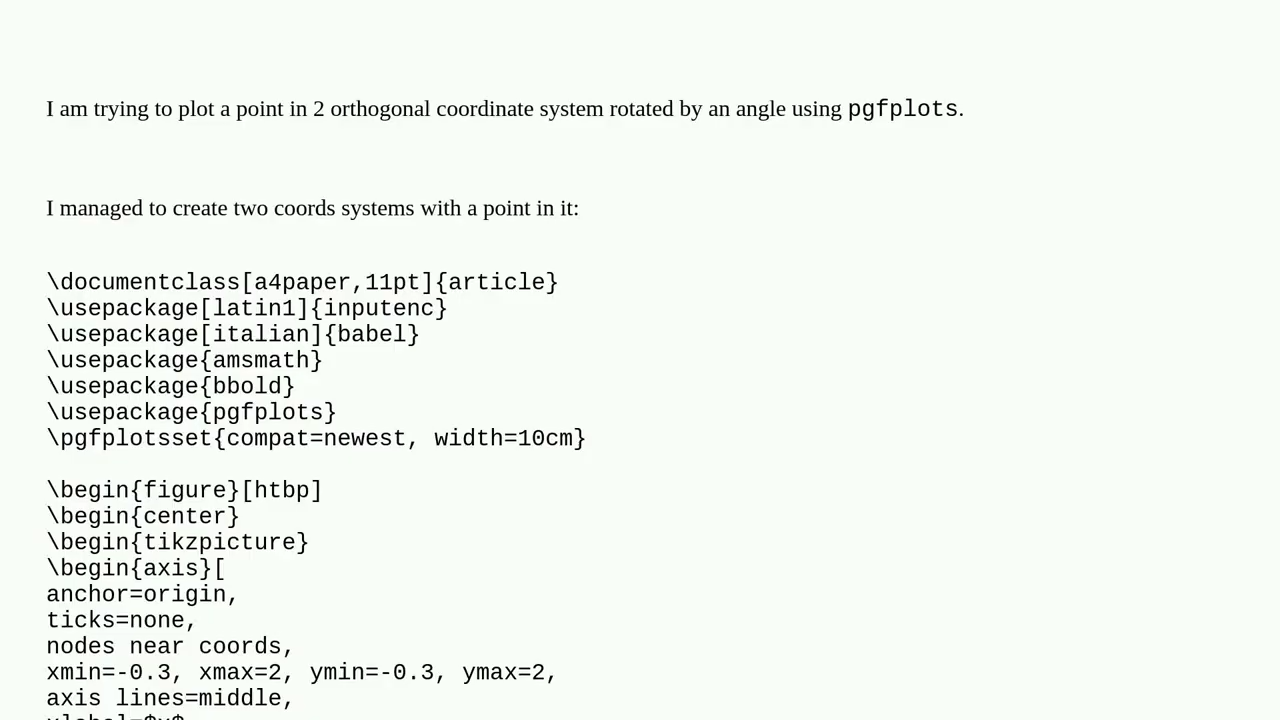 I am trying to plot a point in 2 orthogonal coordinate system rotated by an angle using pgfplots.
I managed to create two coords systems with a point in it:
\documentclass[a4paper,11pt]{article}
\usepackage[latin1]{inputenc}
\usepackage[italian]{babel}
\usepackage{amsmath}
\usepackage{bbold}
\usepackage{pgfplots}
\pgfplotsset{compat=newest, width=10cm}
\begin{figure}[htbp]
\begin{center}
\begin{tikzpicture}
\begin{axis}[
anchor=origin,
ticks=none,
nodes near coords,
xmin=-0.3, xmax=2, ymin=-0.3, ymax=2,
axis lines=middle,